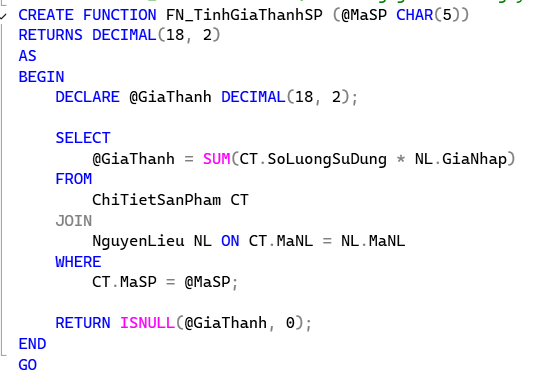 CREATE FUNCTION FN_TinhGiaThanhSP (@MaSP CHAR(5))
RETURNS DECIMAL(18, 2)
AS
BEGIN
    DECLARE @GiaThanh DECIMAL(18, 2);

    SELECT
        @GiaThanh = SUM(CT.SoLuongSuDung * NL.GiaNhap)
    FROM
        ChiTietSanPham CT
    JOIN
        NguyenLieu NL ON CT.MaNL = NL.MaNL
    WHERE
        CT.MaSP = @MaSP;

    RETURN ISNULL(@GiaThanh, 0);
END
GO